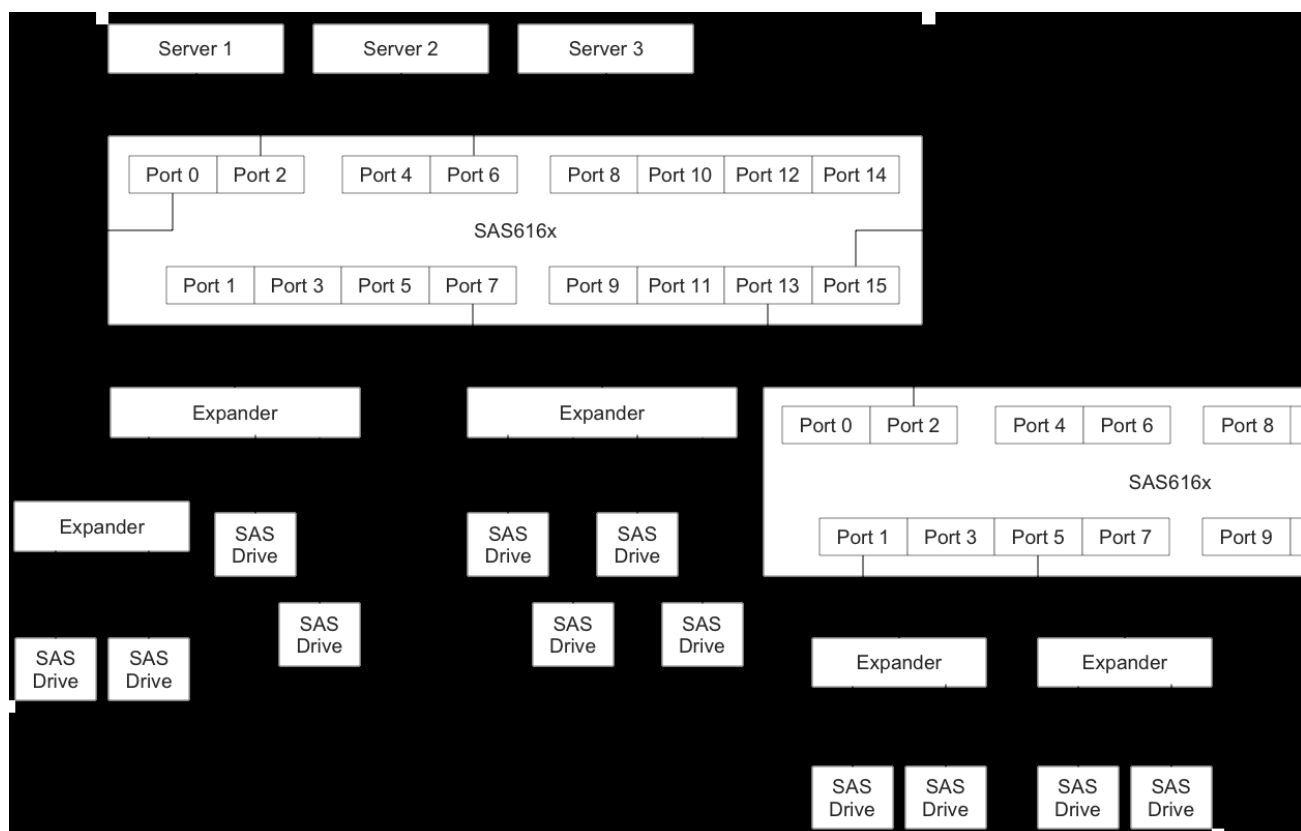 Server 1
Server 2
Server 3
Port 0
Port 2
Port 4
Port 6
Port 8
Port 10
Port 12
Port 14
SAS616x
Port 1
Port 3
Port 5
Port 7
Port 9
Port 11
Port 13
Port 15
Expander
Expander
Port 0
Port 2
Port 4
Port 6
Port 8
SAS616x
Port 1
Port 3
Port 5
Port 7
Port 9
Expander
SAS
Drive
SAS
Drive
SAS
Drive
SAS
Drive
SAS
Drive
SAS
Drive
SAS
Drive
SAS
Drive
Expander
Expander
SAS
Drive
SAS
Drive
SAS
Drive
SAS
Drive